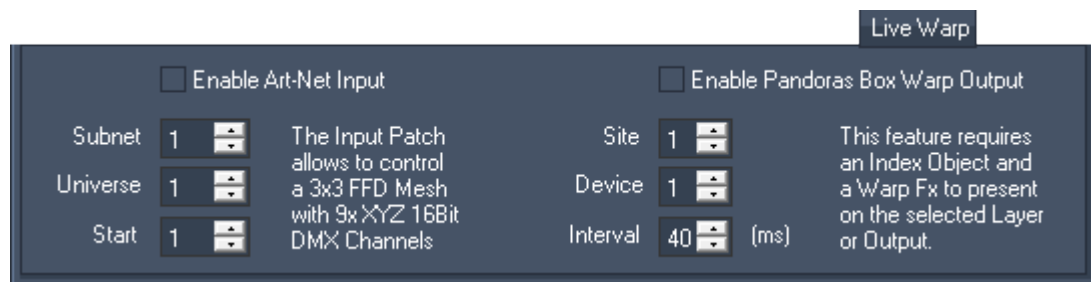 Live Warp
Enable Art-Net Input
Subnet 1
Universe 1
Start 1
The Input Patch
allows to control
a 3x3 FFD Mesh
with 9x XYZ 16Bit
DMX Channels
Enable Pandoras Box Warp Output
Site 1
Device 1
Interval 40 (ms)
This feature requires
an Index Object and
a Warp Fx to present
on the selected Layer
or Output.